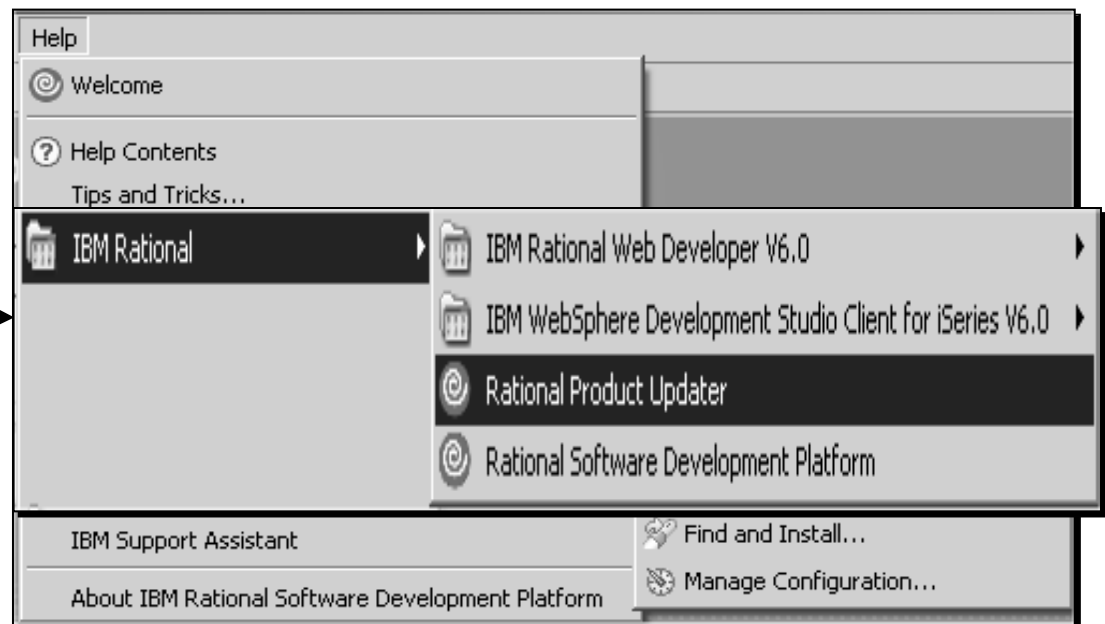 Help
Welcome
Help Contents
Tips and Tricks...
IBM Rational
IBM Rational Web Developer V6.0
IBM WebSphere Development Studio Client for iSeries V6.0
Rational Product Updater
Rational Software Development Platform
IBM Support Assistant
Find and Install...
About IBM Rational Software Development Platform
Manage Configuration...